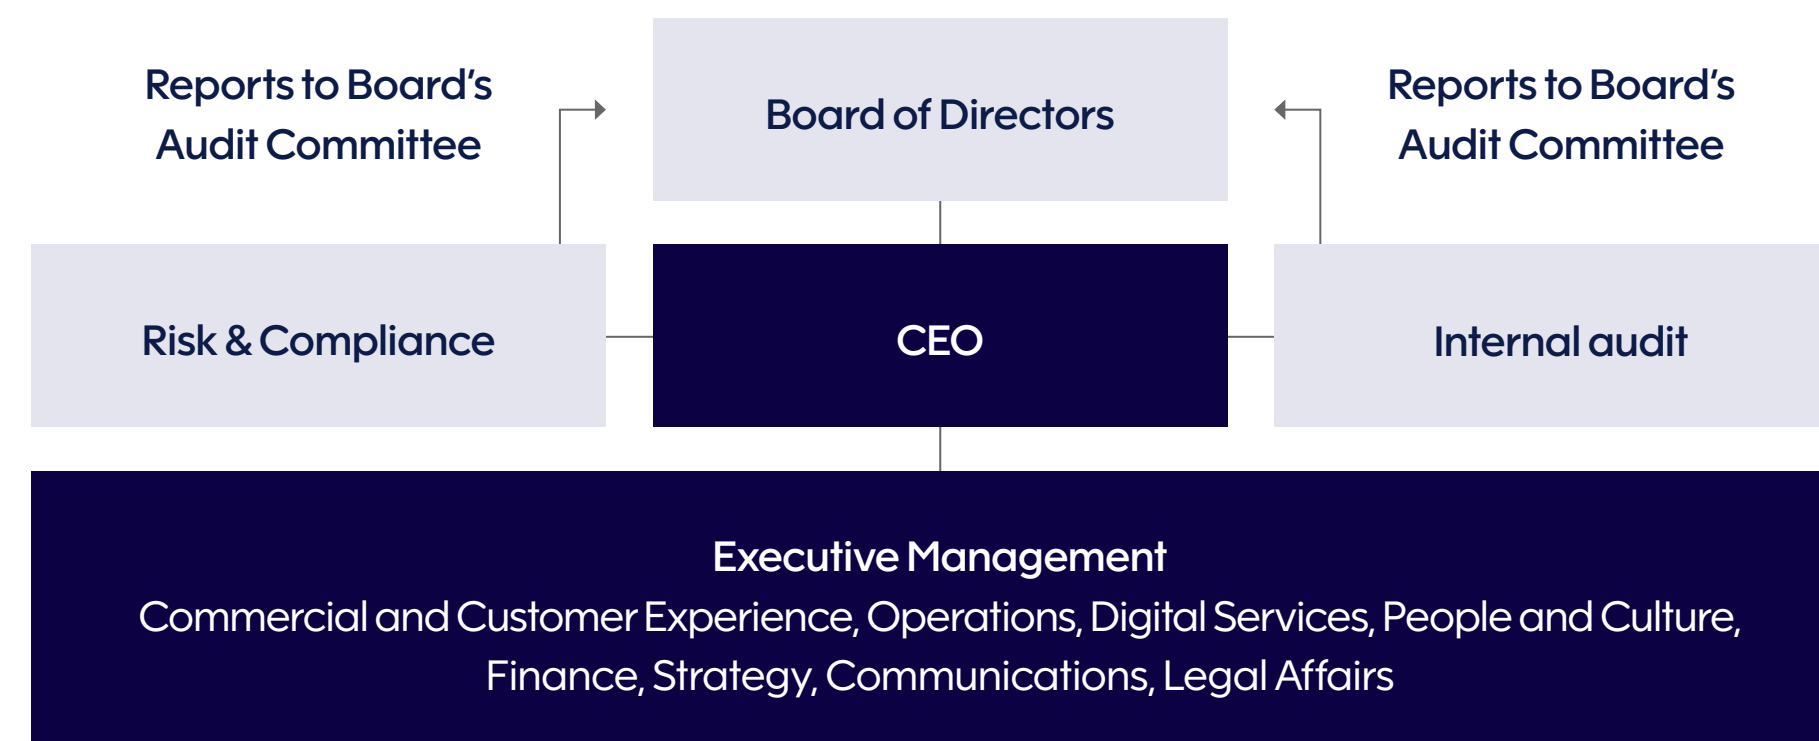 Reports to Board's
Audit Committee
Board of Directors
Reports to Board's
Audit Committee
Risk & Compliance
CEO
Internal audit
Executive Management
Commercial and Customer Experience, Operations, Digital Services, People and Culture,
Finance, Strategy, Communications, Legal Affairs